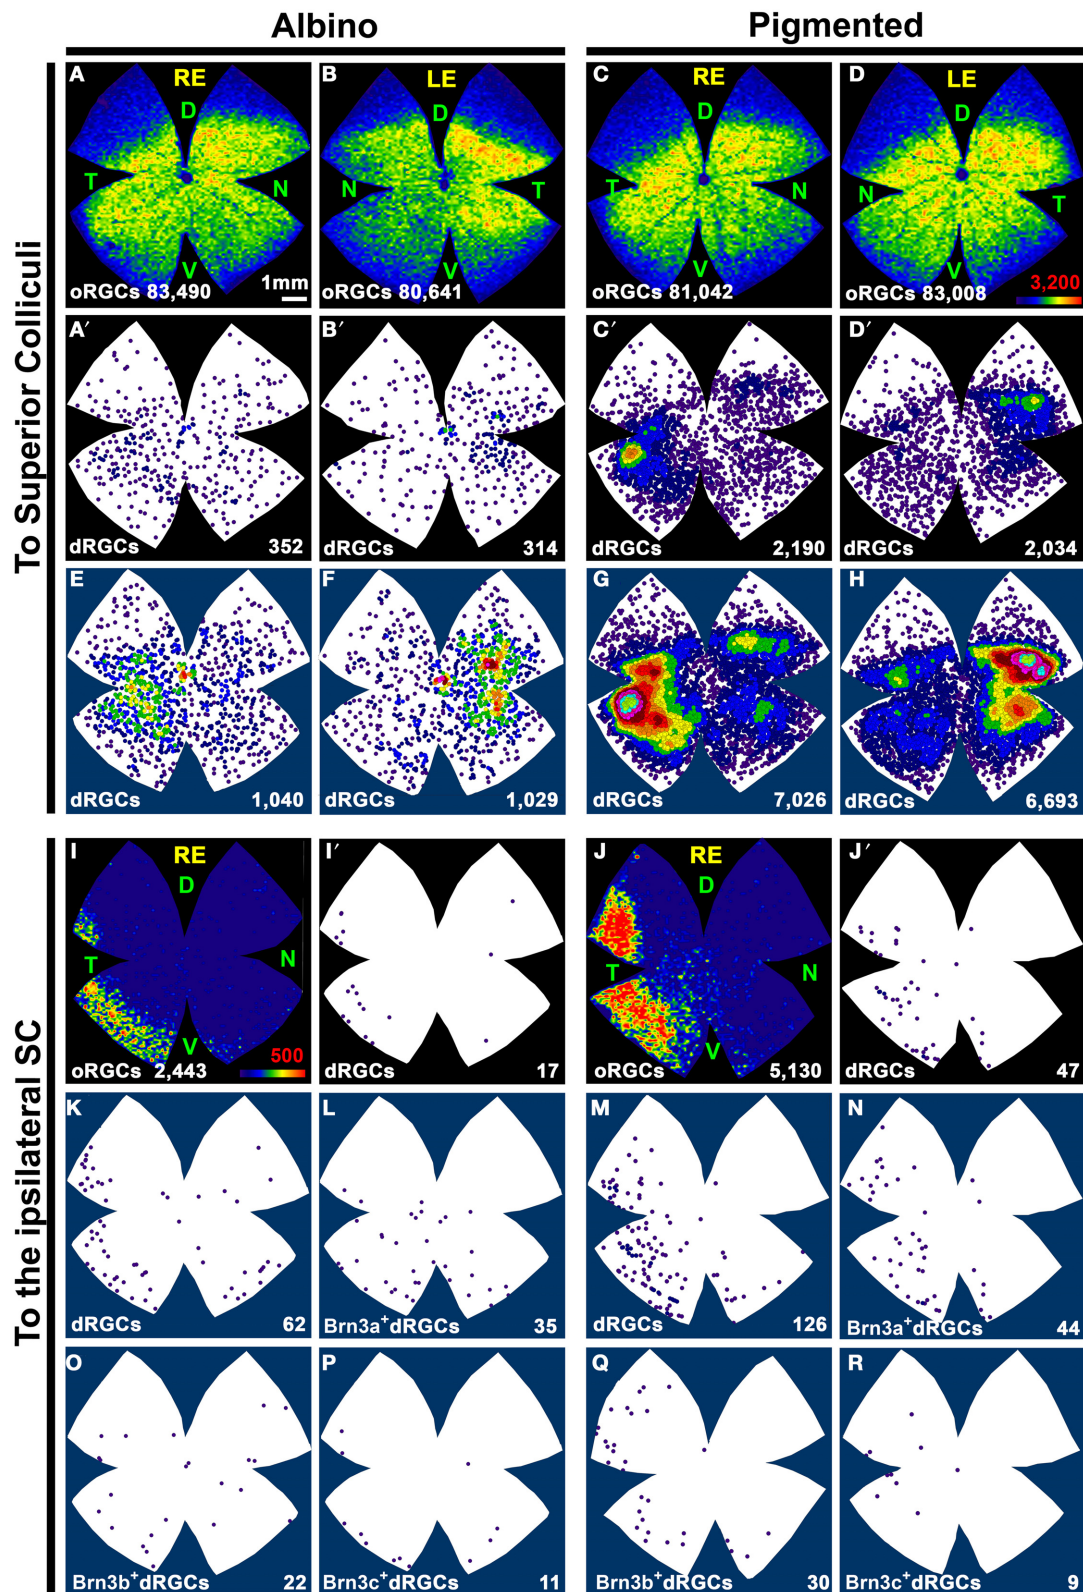 Albino
Pigmented
To Superior Colliculi
A RE D T N V 1mm oRGCs 83,490
B LE D N T oRGCs 80,641
C RE D T N V oRGCs 81,042
D LE D N T V 3,200 oRGCs 83,008
A′ dRGCs 352
B′ dRGCs 314
C′ dRGCs 2,190
D′ dRGCs 2,034
E dRGCs 1,040
F dRGCs 1,029
G dRGCs 7,026
H dRGCs 6,693
To the ipsilateral SC
I RE D T N V 500 oRGCs 2,443
I′ dRGCs 17
J RE D T N V oRGCs 5,130
J′ dRGCs 47
K dRGCs 62
L Brn3a+dRGCs 35
M dRGCs 126
N Brn3a+dRGCs 44
O Brn3b+dRGCs 22
P Brn3c+dRGCs 11
Q Brn3b+dRGCs 30
R Brn3c+dRGCs 9